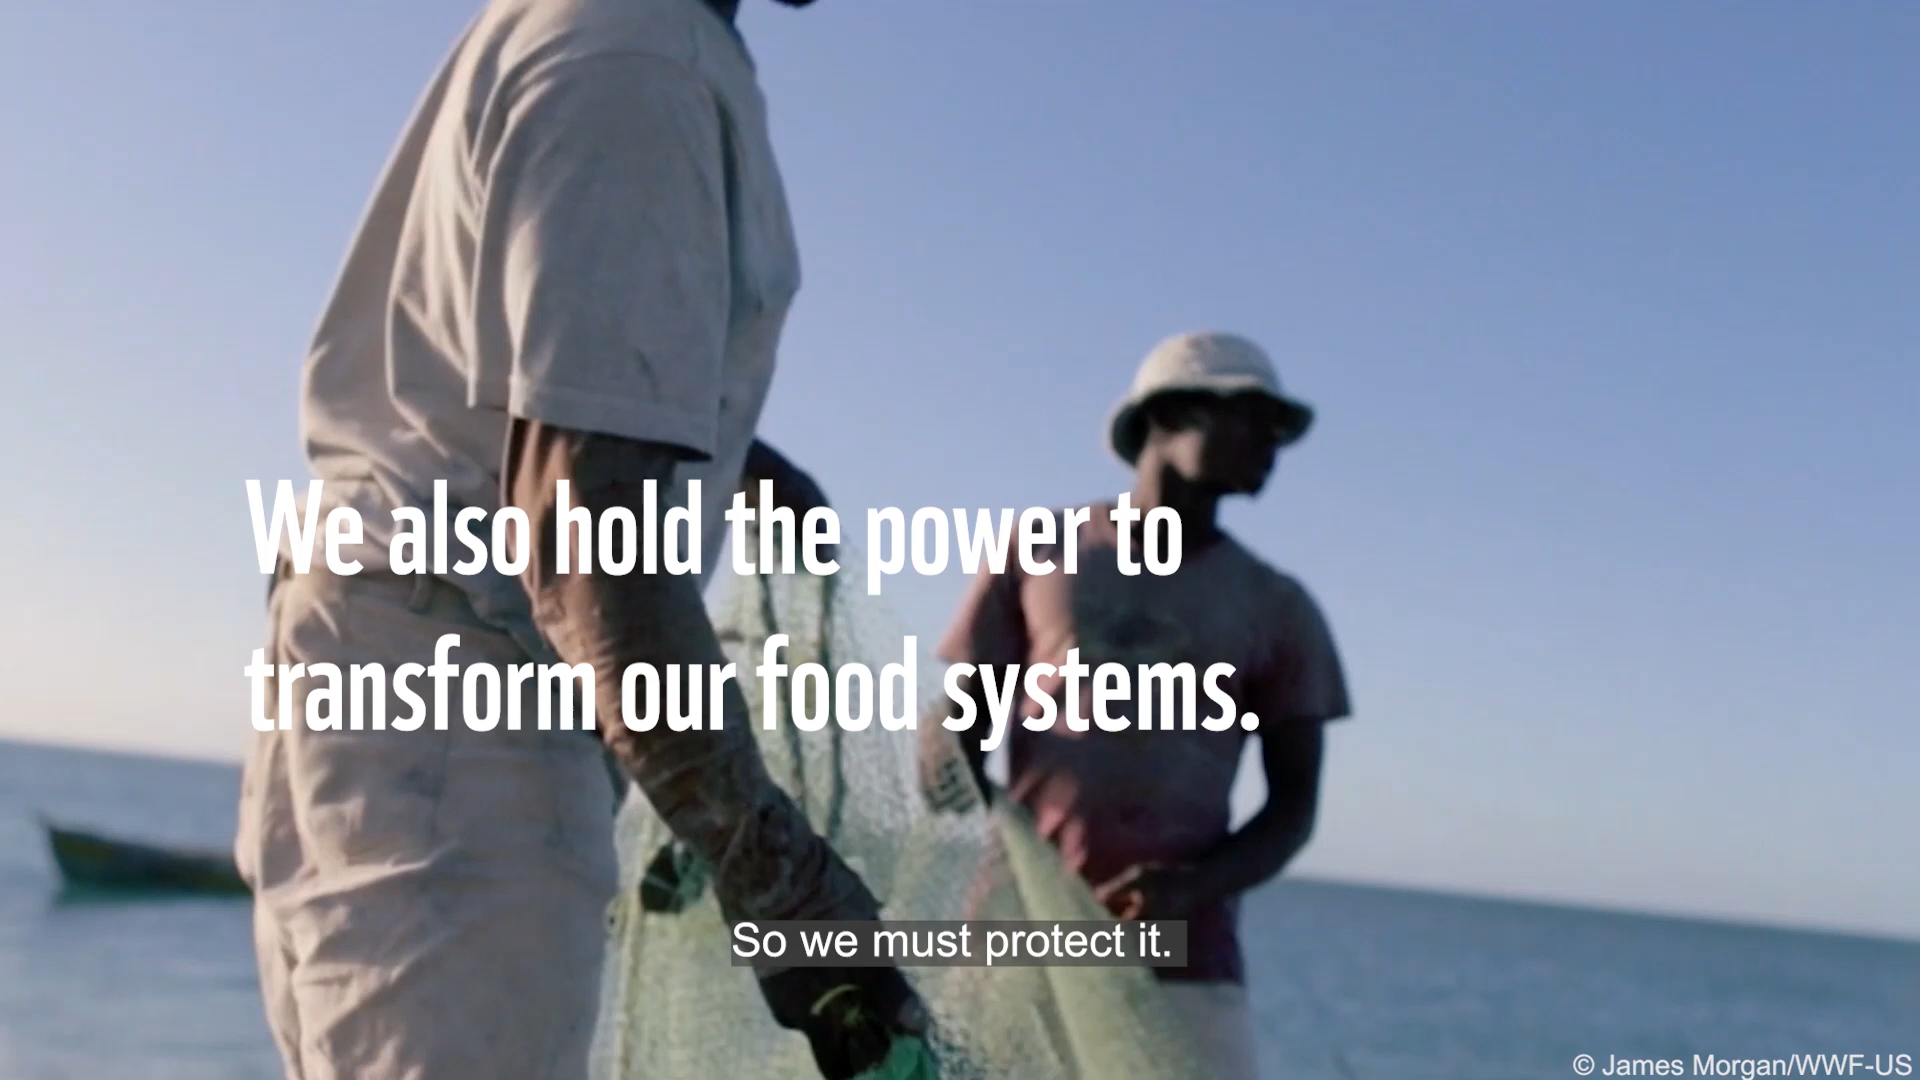 We also hold the power to
transform our food systems.
So we must protect it.
© James Morgan/WWF-US